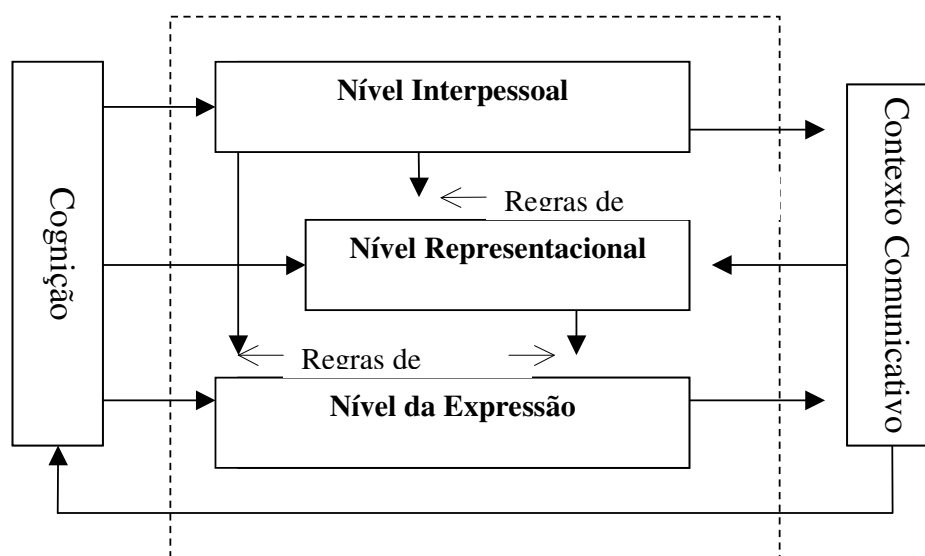 Cognição
Nível Interpessoal
Regras de
Nível Representacional
Regras de
Nível da Expressão
Contexto Comunicativo